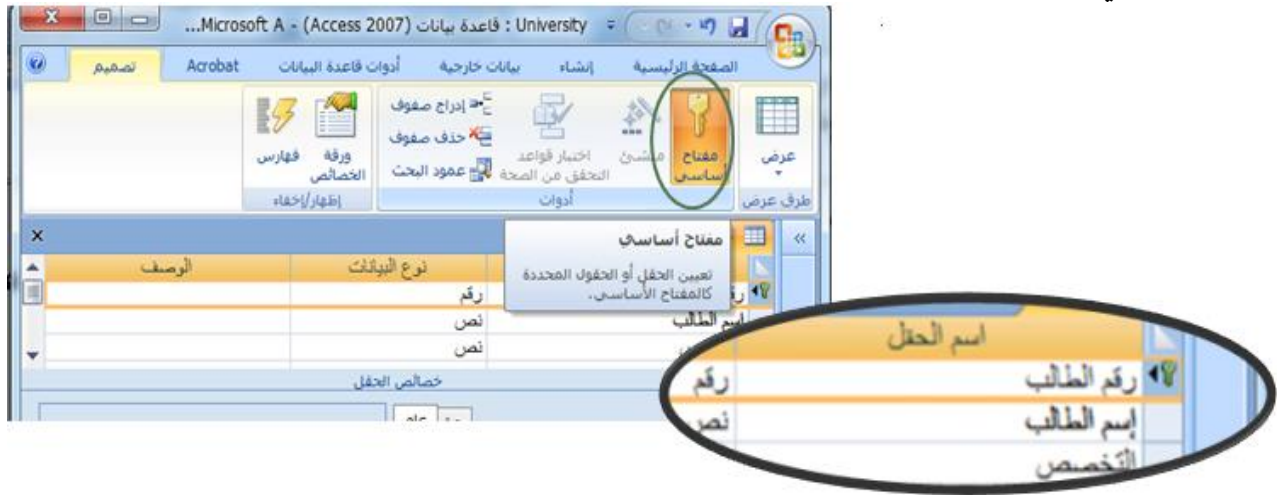 University : قاعدة بيانات (Access 2007) - Microsoft A...
الصفحة الرئيسية إنشاء بيانات خارجية أدوات قاعدة البيانات Acrobat تصميم
عرض
مفتاح أساسي
منشئ
اختبار قواعد التحقق من الصحة
إدراج صفوف
حذف صفوف
عمود البحث
ورقة الخصائص
فهارس
طرق عرض أدوات إظهار/إخفاء
مفتاح أساسي
تعيين الحقل أو الحقول المحددة
كالمفتاح الأساسي.
نوع البيانات الوصف
رقم
اسم الطالب نص
نص
خصائص الحقل
عام
اسم الحقل
رقم الطالب رقم
إسم الطالب نص
التخصص